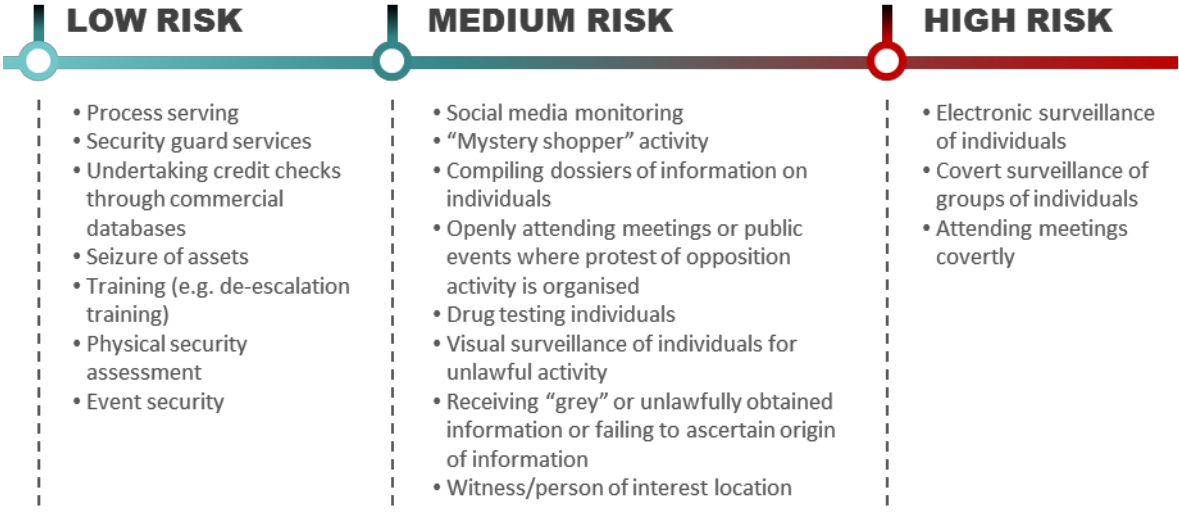 LOW RISK
• Process serving
• Security guard services
• Undertaking credit checks
through commercial
databases
• Seizure of assets
• Training (e.g. de-escalation
training)
• Physical security
assessment
• Event security
MEDIUM RISK
• Social media monitoring
• “Mystery shopper” activity
• Compiling dossiers of information on
individuals
• Openly attending meetings or public
events where protest of opposition
activity is organised
• Drug testing individuals
• Visual surveillance of individuals for
unlawful activity
• Receiving “grey” or unlawfully obtained
information or failing to ascertain origin
of information
• Witness/person of interest location
HIGH RISK
• Electronic surveillance
of individuals
• Covert surveillance of
groups of individuals
• Attending meetings
covertly